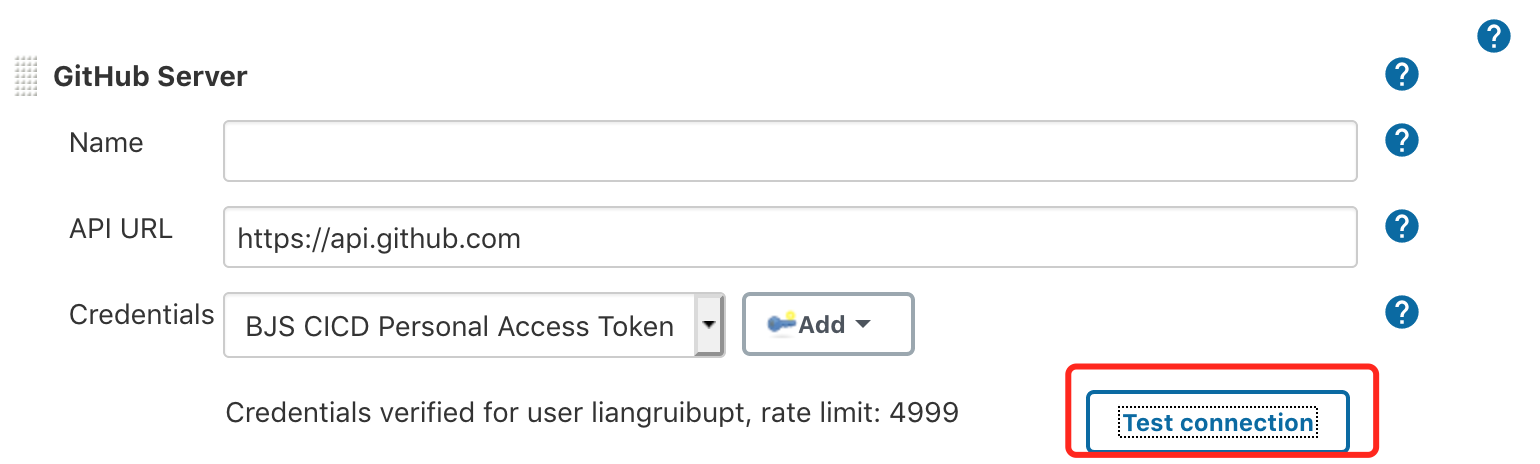 ?
GitHub Server ?
Name ?
API URL https://api.github.com ?
Credentials BJS CICD Personal Access Token Add ?
Credentials verified for user liangruibupt, rate limit: 4999 Test connection